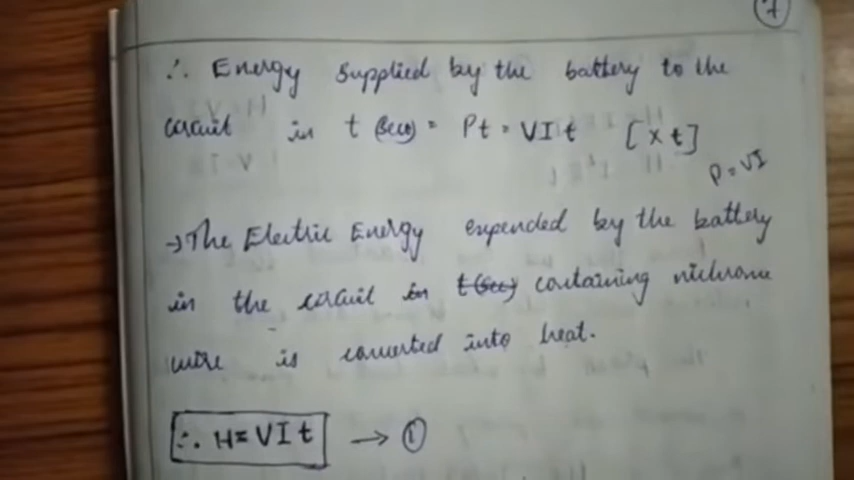 7
∴ Energy supplied by the battery to the
circuit in t (sec) = Pt = VIt [x t]
P = VI
→ The Electric Energy expended by the battery
in the circuit in t(sec) containing nichrome
wire is converted into heat.
∴ H = VIt → ①